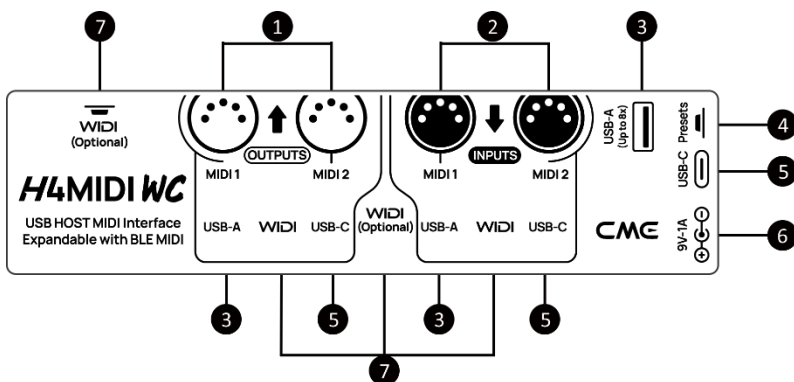 7
1
2
3
WIDI
(Optional)
OUTPUTS
MIDI 1
MIDI 2
INPUTS
MIDI 1
MIDI 2
USB-A
(Up to 8x)
Presets
4
USB-C
5
H4MIDI WC
USB HOST MIDI Interface
Expandable with BLE MIDI
USB-A
WIDI
USB-C
WIDI
(Optional)
USB-A
WIDI
USB-C
CME
9V-1A
6
3
5
3
5
7